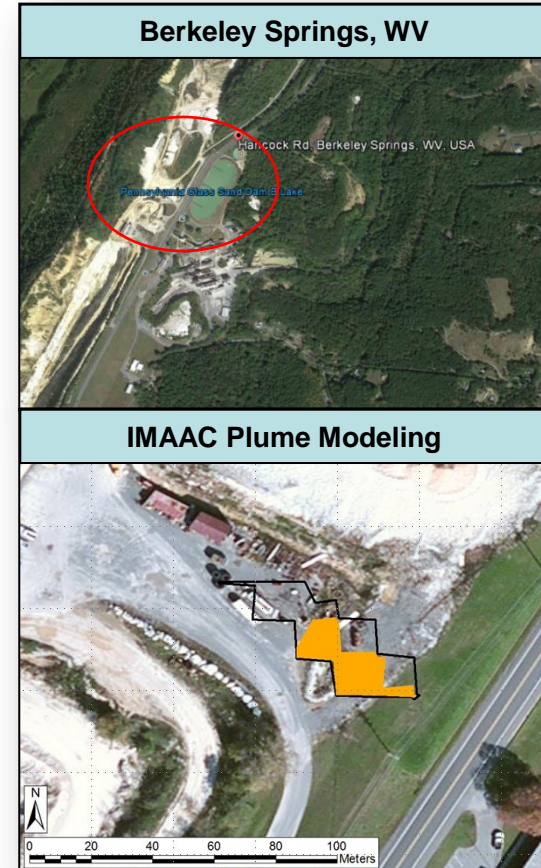 Berkeley Springs, WV
Hancock Rd, Berkeley Springs, WV, USA
Pennsylvania Glass Sand Dam B Lake
IMAAC Plume Modeling
N
0 20 40 60 80 100
Meters